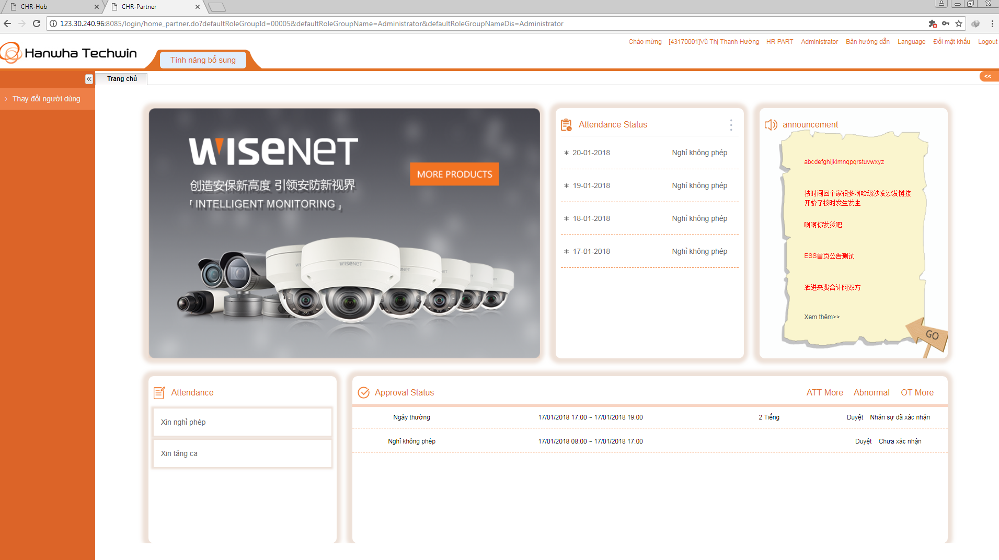 CHR-Hub
CHR-Partner
123.30.240.96:8085/login/home_partner.do?defaultRoleGroupId=00005&defaultRoleGroupName=Administrator&defaultRoleGroupNameDis=Administrator
Chào mừng [43170001]Vũ Thị Thanh Hường HR PART Administrator Bản hướng dẫn Language Đổi mật khẩu Logout
Hanwha Techwin
Tính năng bổ sung
Trang chủ
<<
Thay đổi người dùng
WISENET
创造安保新高度 引领安防新视界
「 INTELLIGENT MONITORING 」
MORE PRODUCTS
WISENET
Attendance Status
20-01-2018 Nghỉ không phép
19-01-2018 Nghỉ không phép
18-01-2018 Nghỉ không phép
17-01-2018 Nghỉ không phép
announcement
abcdefghijklmnqpqrstuvwxyz
按时间回个家很多啊哈级沙发沙发链接
开始了按时发生发生
啊啊你发货吧
ESS首页公告测试
洒进来费合计阿双方
Xem thêm>>
GO
Attendance
Xin nghỉ phép
Xin tăng ca
Approval Status
ATT More Abnormal OT More
Ngày thường 17/01/2018 17:00 ~ 17/01/2018 19:00 2 Tiếng Duyệt Nhân sự đã xác nhận
Nghỉ không phép 17/01/2018 08:00 ~ 17/01/2018 17:00 Duyệt Chưa xác nhận